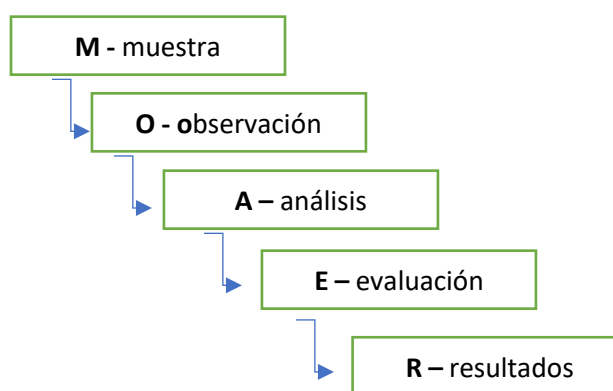 M - muestra
O - observación
A – análisis
E – evaluación
R – resultados